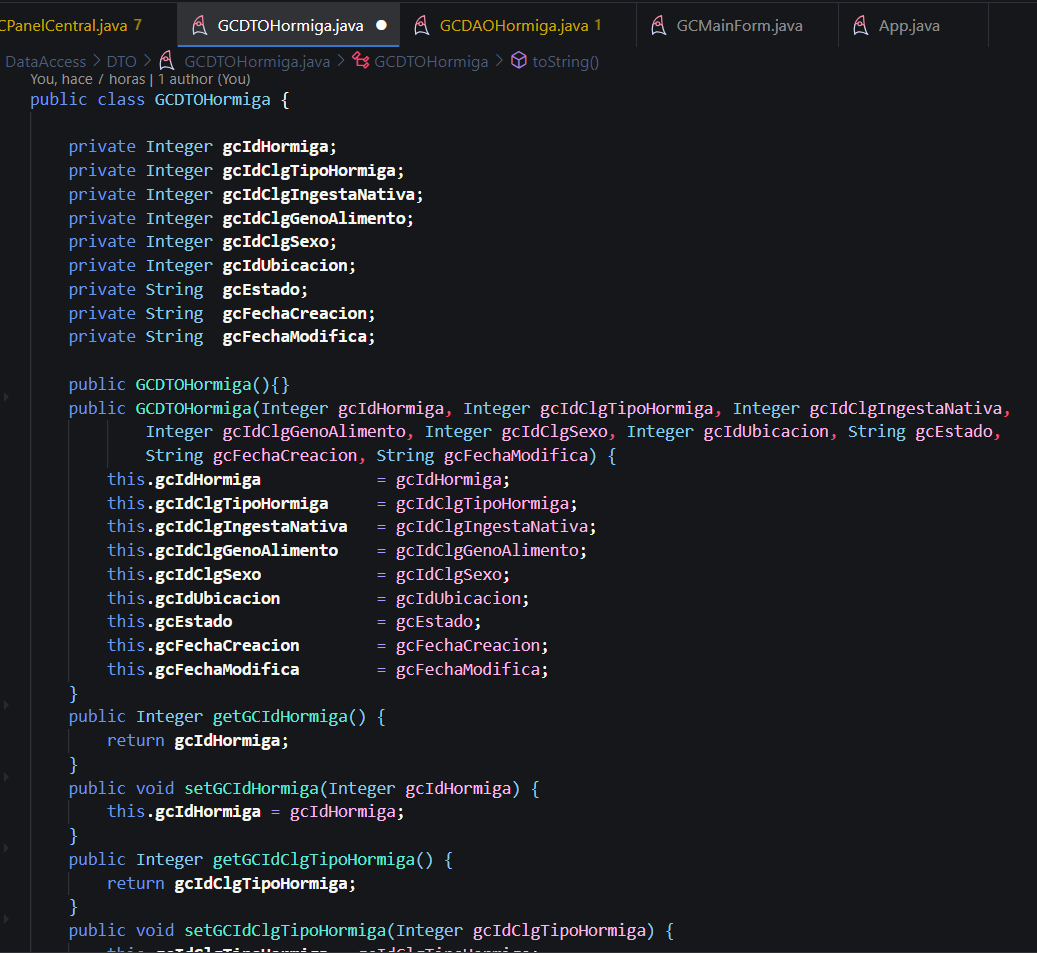 CPanelCentral.java 7 GCDTOHormiga.java GCDAOHormiga.java 1 GCMainForm.java App.java
DataAccess > DTO > GCDTOHormiga.java > GCDTOHormiga > toString()
You, hace 7 horas | 1 author (You)
public class GCDTOHormiga {
private Integer gcIdHormiga;
private Integer gcIdClgTipoHormiga;
private Integer gcIdClgIngestaNativa;
private Integer gcIdClgGenoAlimento;
private Integer gcIdClgSexo;
private Integer gcIdUbicacion;
private String gcEstado;
private String gcFechaCreacion;
private String gcFechaModifica;
public GCDTOHormiga(){}
public GCDTOHormiga(Integer gcIdHormiga, Integer gcIdClgTipoHormiga, Integer gcIdClgIngestaNativa,
Integer gcIdClgGenoAlimento, Integer gcIdClgSexo, Integer gcIdUbicacion, String gcEstado,
String gcFechaCreacion, String gcFechaModifica) {
this.gcIdHormiga = gcIdHormiga;
this.gcIdClgTipoHormiga = gcIdClgTipoHormiga;
this.gcIdClgIngestaNativa = gcIdClgIngestaNativa;
this.gcIdClgGenoAlimento = gcIdClgGenoAlimento;
this.gcIdClgSexo = gcIdClgSexo;
this.gcIdUbicacion = gcIdUbicacion;
this.gcEstado = gcEstado;
this.gcFechaCreacion = gcFechaCreacion;
this.gcFechaModifica = gcFechaModifica;
}
public Integer getGCIdHormiga() {
return gcIdHormiga;
}
public void setGCIdHormiga(Integer gcIdHormiga) {
this.gcIdHormiga = gcIdHormiga;
}
public Integer getGCIdClgTipoHormiga() {
return gcIdClgTipoHormiga;
}
public void setGCIdClgTipoHormiga(Integer gcIdClgTipoHormiga) {
this.gcIdClgTipoHormiga = gcIdClgTipoHormiga;